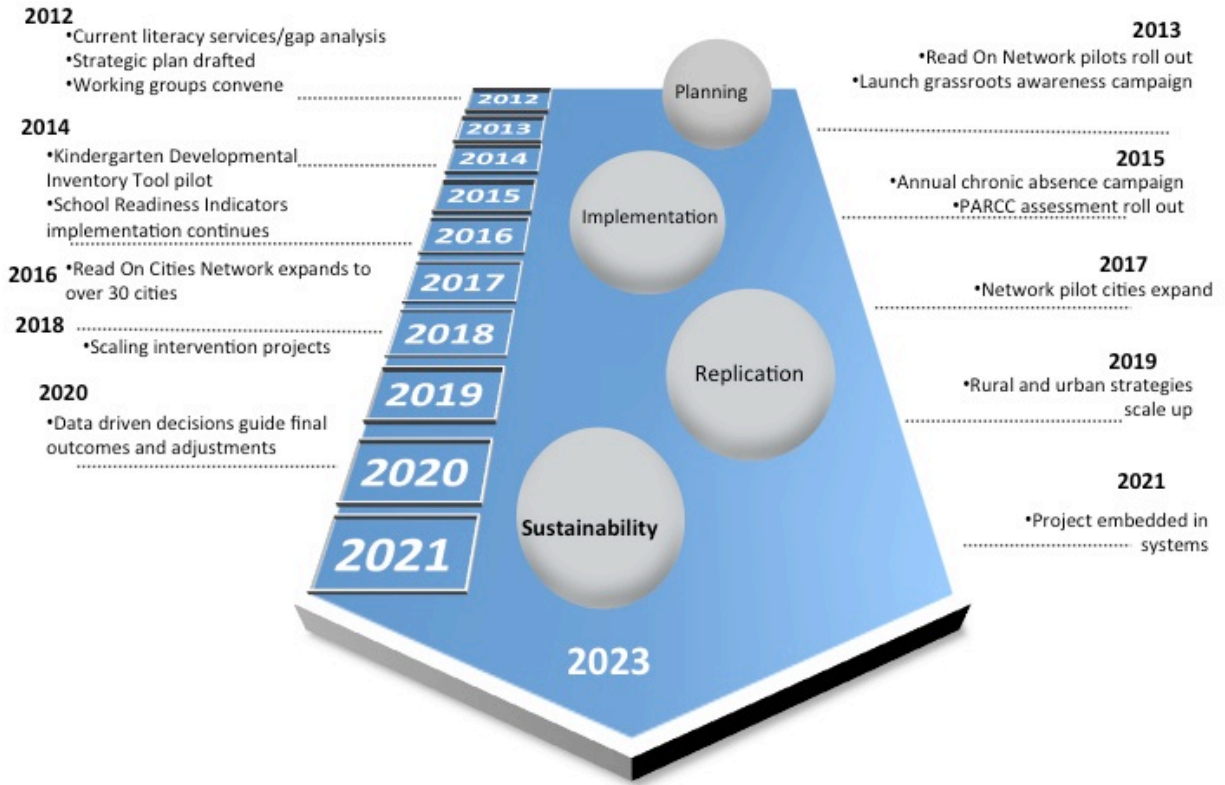 2012
•Current literacy services/gap analysis
•Strategic plan drafted
•Working groups convene
2014
•Kindergarten Developmental
Inventory Tool pilot
•School Readiness Indicators
implementation continues
2016
•Read On Cities Network expands to
over 30 cities
2018
•Scaling intervention projects
2020
•Data driven decisions guide final
outcomes and adjustments
2012
2013
2014
2015
2016
2017
2018
2019
2020
2021
Planning
Implementation
Replication
Sustainability
2023
2013
•Read On Network pilots roll out
•Launch grassroots awareness campaign
2015
•Annual chronic absence campaign
•PARCC assessment roll out
2017
•Network pilot cities expand
2019
•Rural and urban strategies
scale up
2021
•Project embedded in
systems